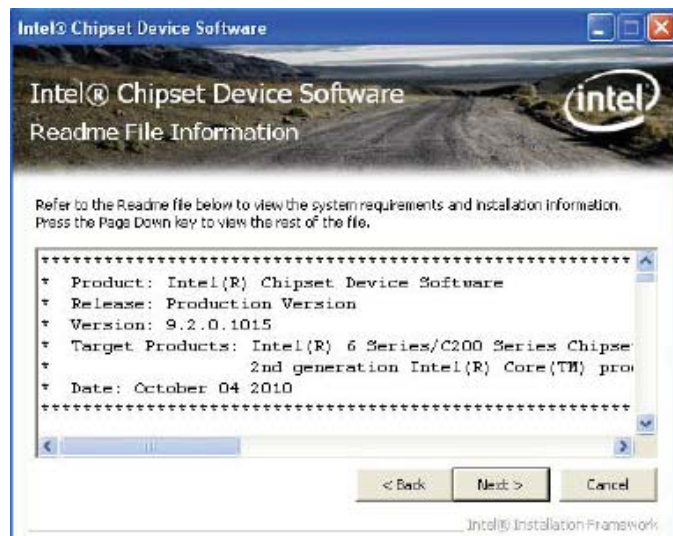 Intel® Chipset Device Software
Intel® Chipset Device Software
intel
Readme File Information
Refer to the Readme file below to view the system requirements and installation information.
Press the Page Down key to view the rest of the file.
************************************************************
* Product: Intel(R) Chipset Device Software
* Release: Production Version
* Version: 9.2.0.1015
* Target Products: Intel(R) 6 Series/C200 Series Chipse
* 2nd generation Intel(R) Core(TM) pro
* Date: October 04 2010
************************************************************
< Back Next > Cancel
Intel® Installation Framework